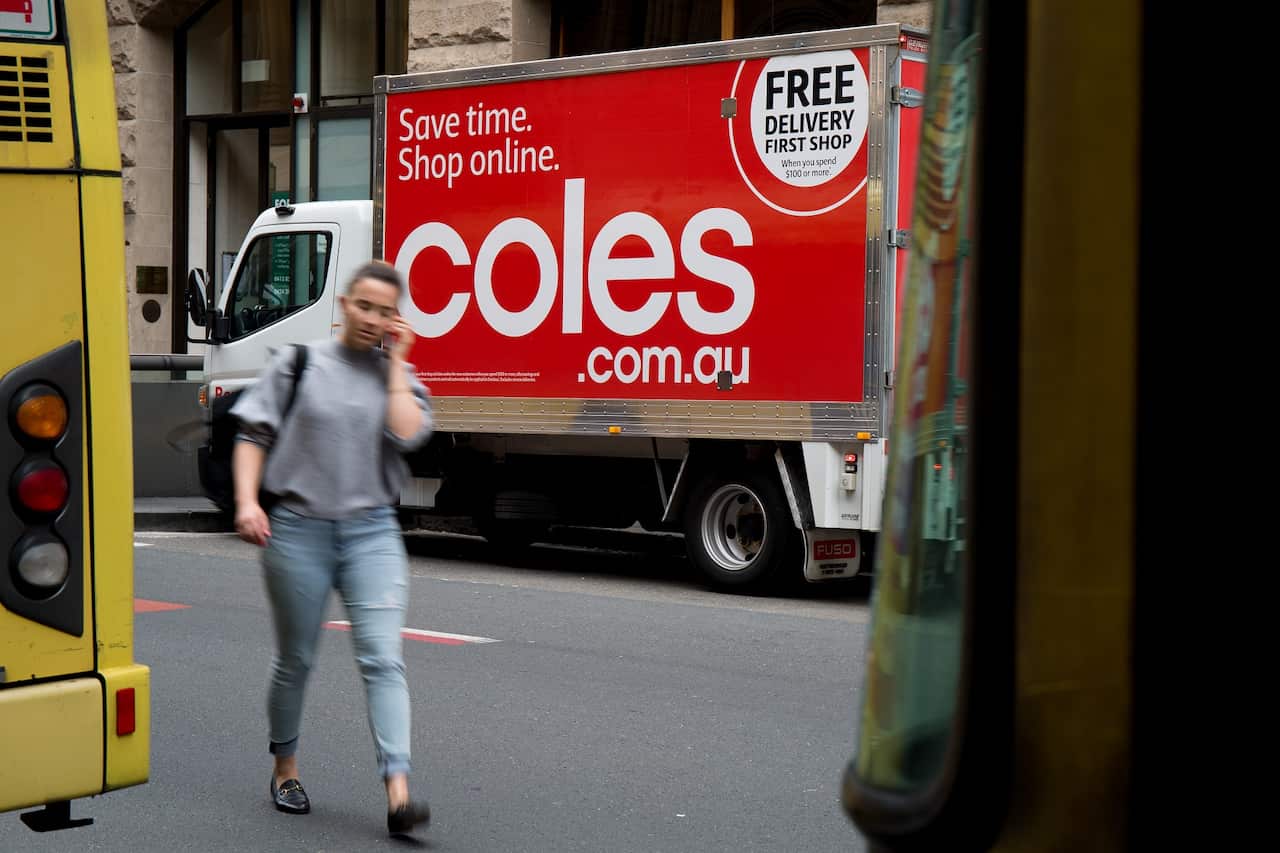 Save time.
Shop online.
coles
.com.au
FREE
DELIVERY
FIRST SHOP
When you spend
$100 or more.
FUSO